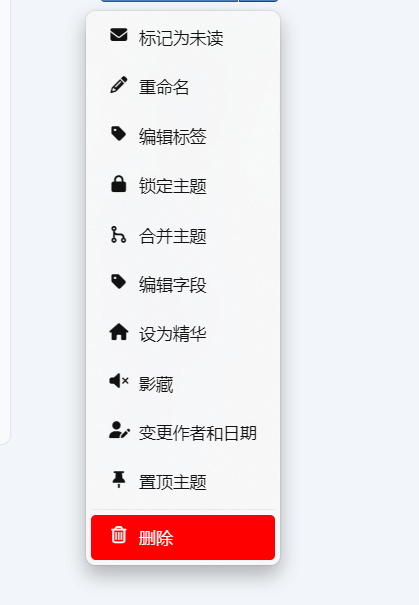 标记为未读
重命名
编辑标签
锁定主题
合并主题
编辑字段
设为精华
影藏
变更作者和日期
置顶主题
删除